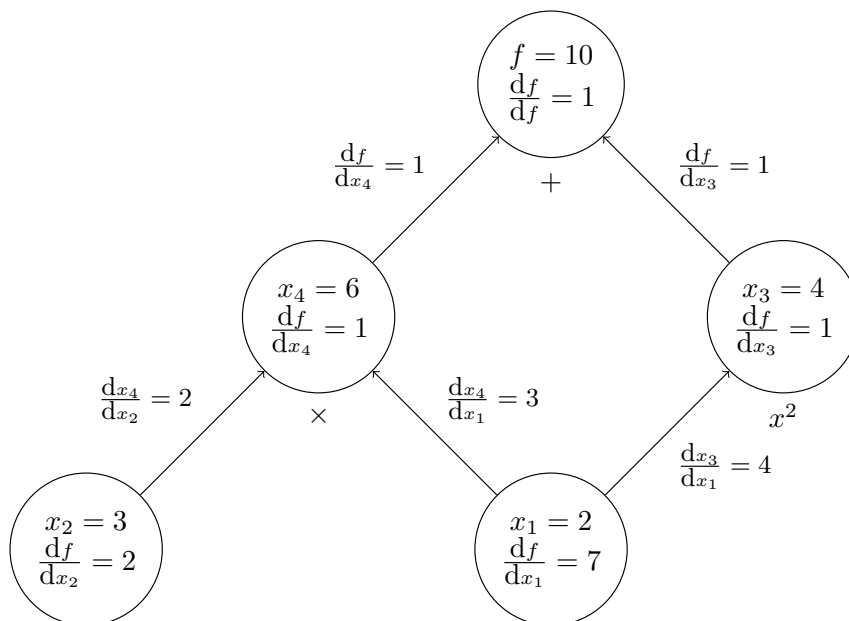 f = 10
df/df = 1
df/dx₄ = 1
df/dx₃ = 1
+
x₄ = 6
df/dx₄ = 1
x₃ = 4
df/dx₃ = 1
dx₄/dx₂ = 2
dx₄/dx₁ = 3
×
x²
dx₃/dx₁ = 4
x₂ = 3
df/dx₂ = 2
x₁ = 2
df/dx₁ = 7